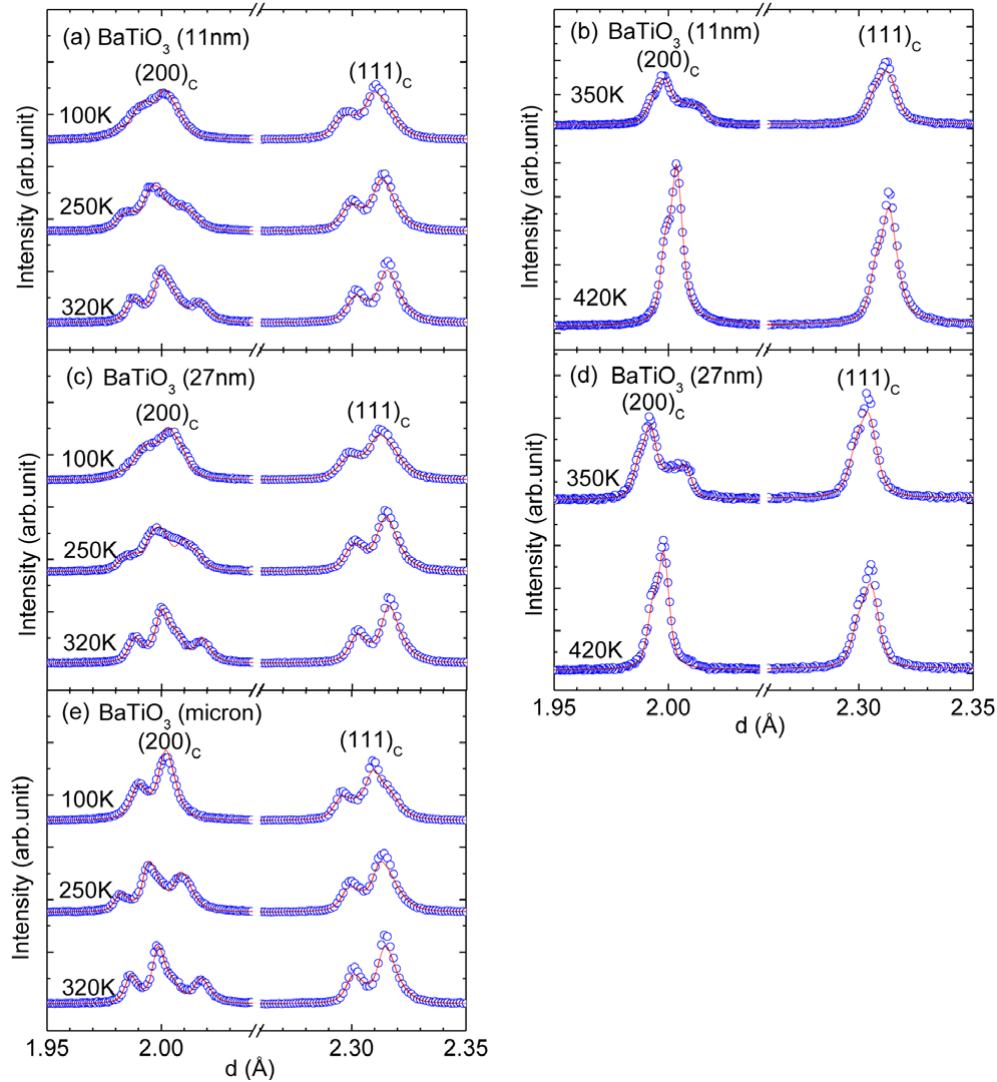 (a) BaTiO₃ (11nm)
(200)C
(111)C
100K
250K
320K
Intensity (arb.unit)
(b) BaTiO₃ (11nm)
(200)C
(111)C
350K
420K
Intensity (arb.unit)
(c) BaTiO₃ (27nm)
(200)C
(111)C
100K
250K
320K
Intensity (arb.unit)
(d) BaTiO₃ (27nm)
(200)C
(111)C
350K
420K
Intensity (arb.unit)
1.95 2.00 2.30 2.35
d (Å)
(e) BaTiO₃ (micron)
(200)C
(111)C
100K
250K
320K
Intensity (arb.unit)
1.95 2.00 2.30 2.35
d (Å)